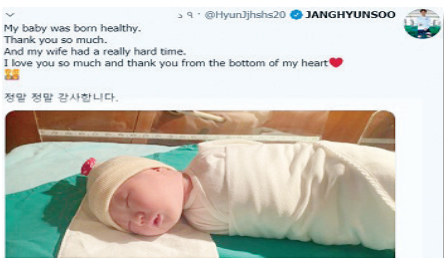 JANGHYUNSOO @HyunJjhshs20 · ٩ د
My baby was born healthy.
Thank you so much.
And my wife had a really hard time.
I love you so much and thank you from the bottom of my heart❤️
👪
정말 정말 감사합니다.